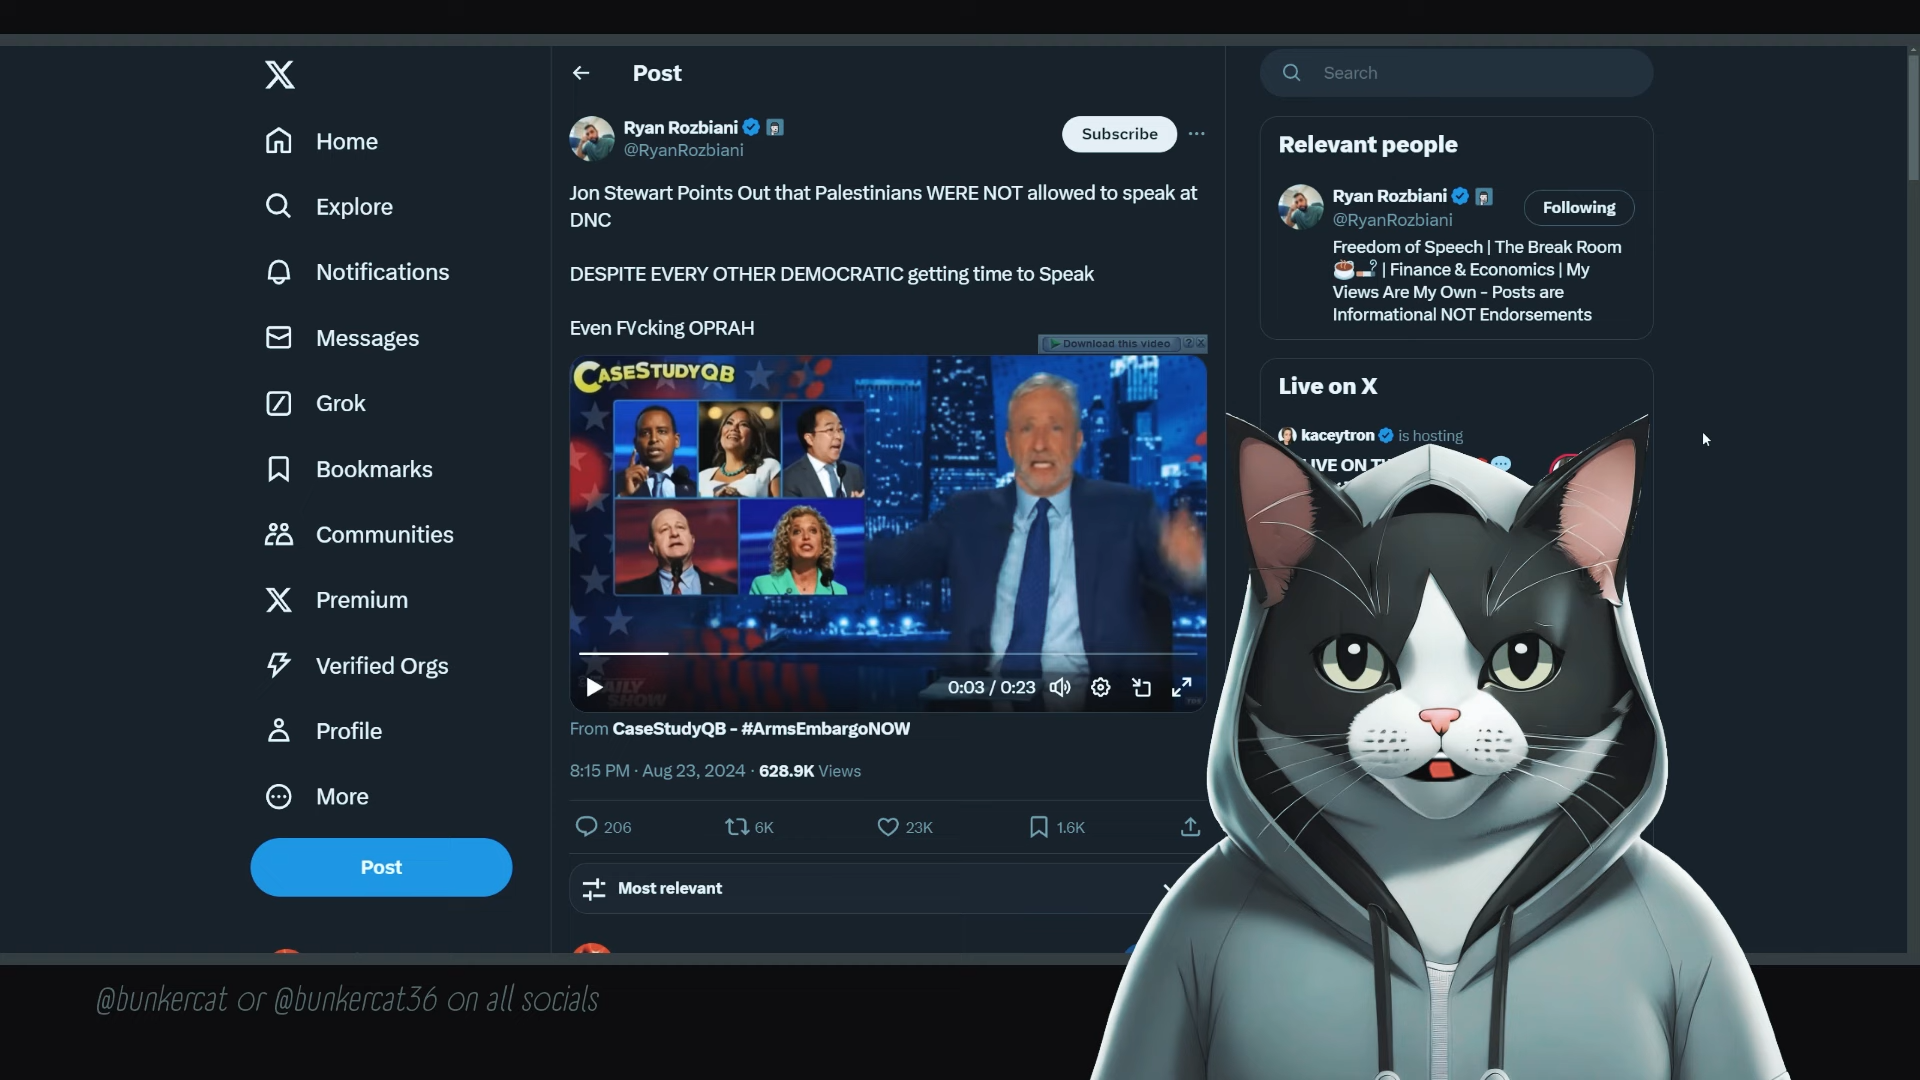 Home
Explore
Notifications
Messages
Grok
Bookmarks
Communities
Premium
Verified Orgs
Profile
More
Post
Post
Ryan Rozbiani
@RyanRozbiani
Subscribe
Jon Stewart Points Out that Palestinians WERE NOT allowed to speak at
DNC
DESPITE EVERY OTHER DEMOCRATIC getting time to Speak
Even FVcking OPRAH
Download this video
CASESTUDYQB
DAILY
SHOW
0:03 / 0:23
From CaseStudyQB - #ArmsEmbargoNOW
8:15 PM · Aug 23, 2024 · 628.9K Views
206
6K
23K
1.6K
Most relevant
Search
Relevant people
Ryan Rozbiani
@RyanRozbiani
Following
Freedom of Speech | The Break Room
| Finance & Economics | My
Views Are My Own - Posts are
Informational NOT Endorsements
Live on X
kaceytron is hosting
LIVE ON
@bunkercat or @bunkercat36 on all socials